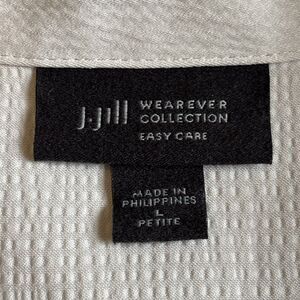 J.Jill WEAREVER
COLLECTION
EASY CARE
MADE IN
PHILIPPINES
L
PETITE